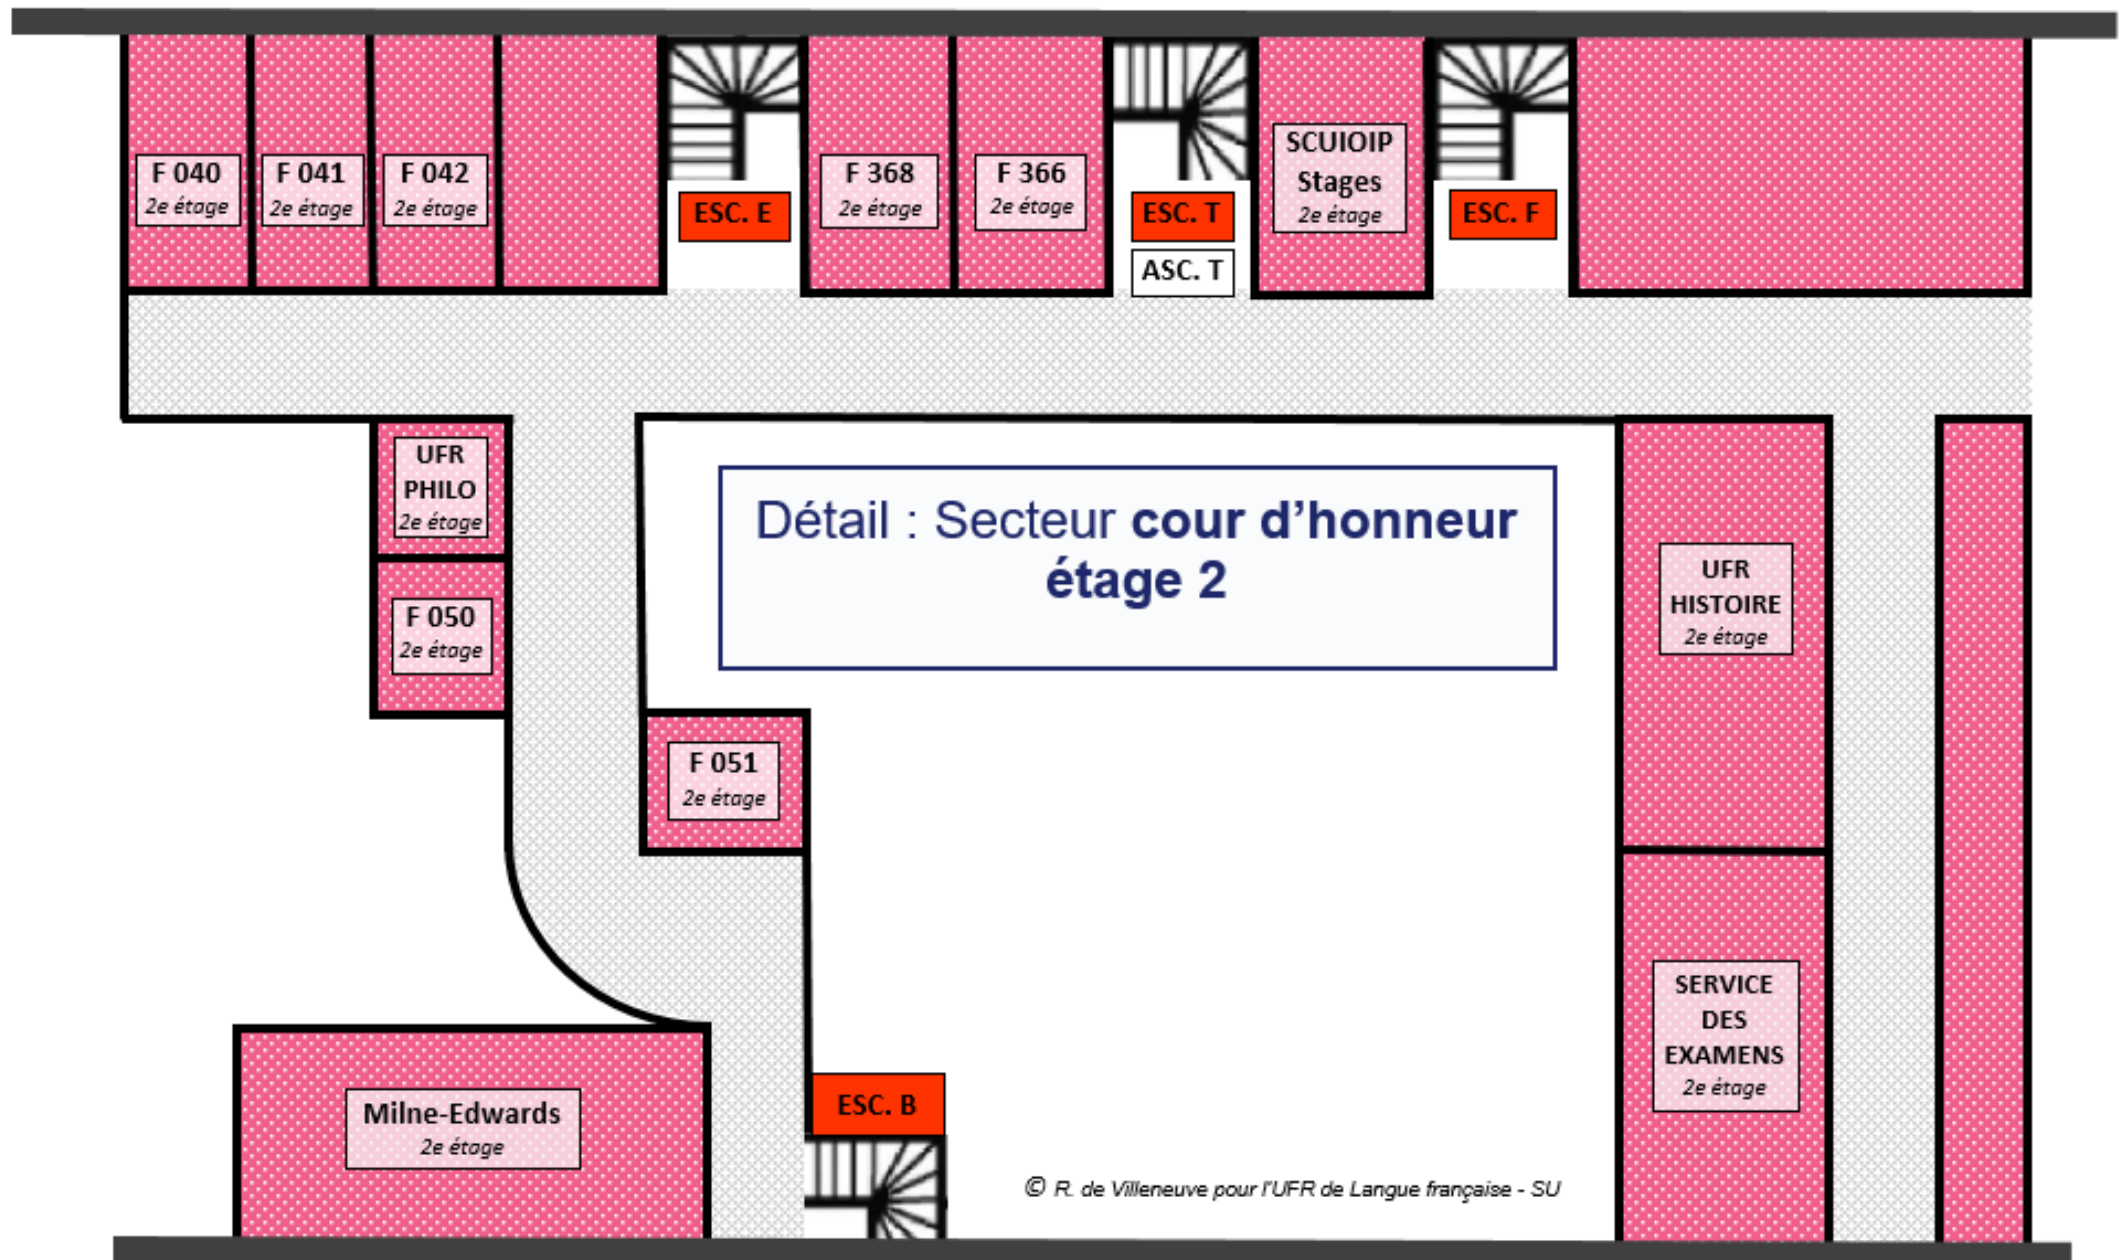 F 040
2e étage
F 041
2e étage
F 042
2e étage
ESC. E
F 368
2e étage
F 366
2e étage
ESC. T
ASC. T
SCUIOIP
Stages
2e étage
ESC. F
UFR
PHILO
2e étage
F 050
2e étage
Détail : Secteur cour d’honneur
étage 2
UFR
HISTOIRE
2e étage
F 051
2e étage
SERVICE
DES
EXAMENS
2e étage
Milne-Edwards
2e étage
ESC. B
© R. de Villeneuve pour l'UFR de Langue française - SU